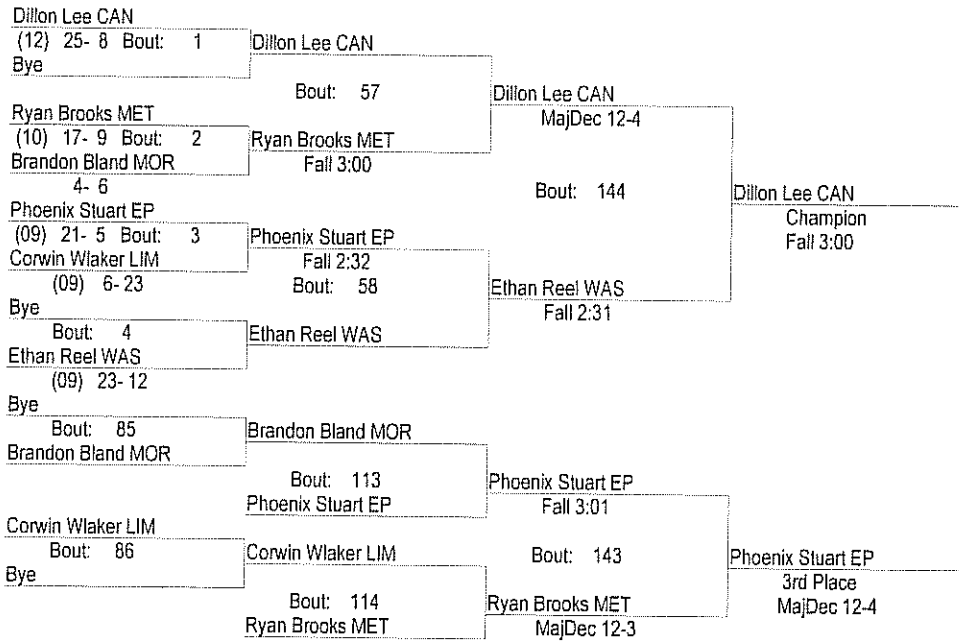 Dillon Lee CAN
(12) 25- 8 Bout: 1
Bye
Dillon Lee CAN
Bout: 57
Ryan Brooks MET
(10) 17- 9 Bout: 2
Brandon Bland MOR
4- 6
Ryan Brooks MET
Fall 3:00
Dillon Lee CAN
MajDec 12-4
Phoenix Stuart EP
(09) 21- 5 Bout: 3
Corwin Wlaker LIM
(09) 6- 23
Phoenix Stuart EP
Fall 2:32
Bout: 58
Bye
Bout: 4
Ethan Reel WAS
(09) 23- 12
Ethan Reel WAS
Ethan Reel WAS
Fall 2:31
Bout: 144
Dillon Lee CAN
Champion
Fall 3:00
Bye
Bout: 85
Brandon Bland MOR
Brandon Bland MOR
Bout: 113
Phoenix Stuart EP
Phoenix Stuart EP
Fall 3:01
Corwin Wlaker LIM
Bout: 86
Bye
Corwin Wlaker LIM
Bout: 114
Ryan Brooks MET
Ryan Brooks MET
MajDec 12-3
Bout: 143
Phoenix Stuart EP
3rd Place
MajDec 12-4